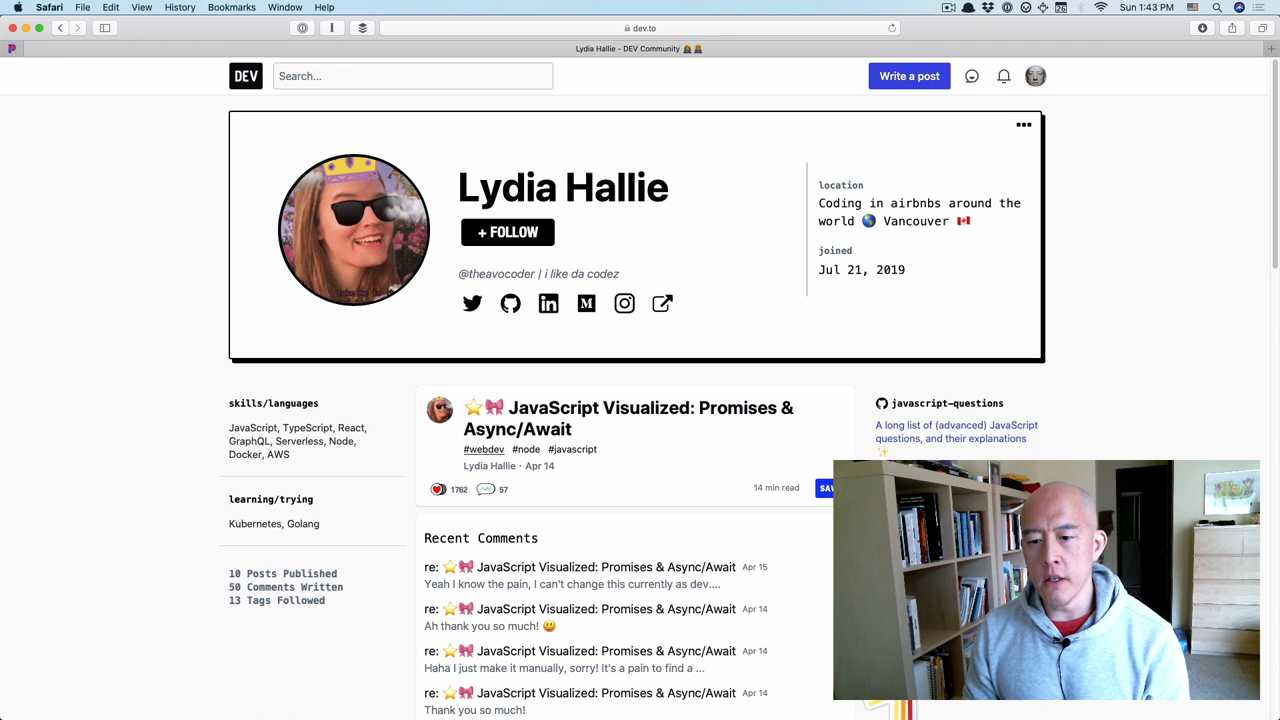 Safari File Edit View History Bookmarks Window Help
Sun 1:43 PM
dev.to
Lydia Hallie - DEV Community 👩‍💻👨‍💻
DEV
Search...
Write a post
Lydia Hallie
+ FOLLOW
@theavocoder | i like da codez
location
Coding in airbnbs around the
world 🌎 Vancouver 🇨🇦
joined
Jul 21, 2019
skills/languages
JavaScript, TypeScript, React,
GraphQL, Serverless, Node,
Docker, AWS
learning/trying
Kubernetes, Golang
10 Posts Published
50 Comments Written
13 Tags Followed
⭐️🎀 JavaScript Visualized: Promises &
Async/Await
#webdev #node #javascript
Lydia Hallie · Apr 14
1762 57
14 min read
Recent Comments
re: ⭐️🎀 JavaScript Visualized: Promises & Async/Await Apr 15
Yeah I know the pain, I can't change this currently as dev....
re: ⭐️🎀 JavaScript Visualized: Promises & Async/Await Apr 14
Ah thank you so much! 😃
re: ⭐️🎀 JavaScript Visualized: Promises & Async/Await Apr 14
Haha I just make it manually, sorry! It's a pain to find a ...
re: ⭐️🎀 JavaScript Visualized: Promises & Async/Await Apr 14
Thank you so much!
javascript-questions
A long list of (advanced) JavaScript
questions, and their explanations
✨